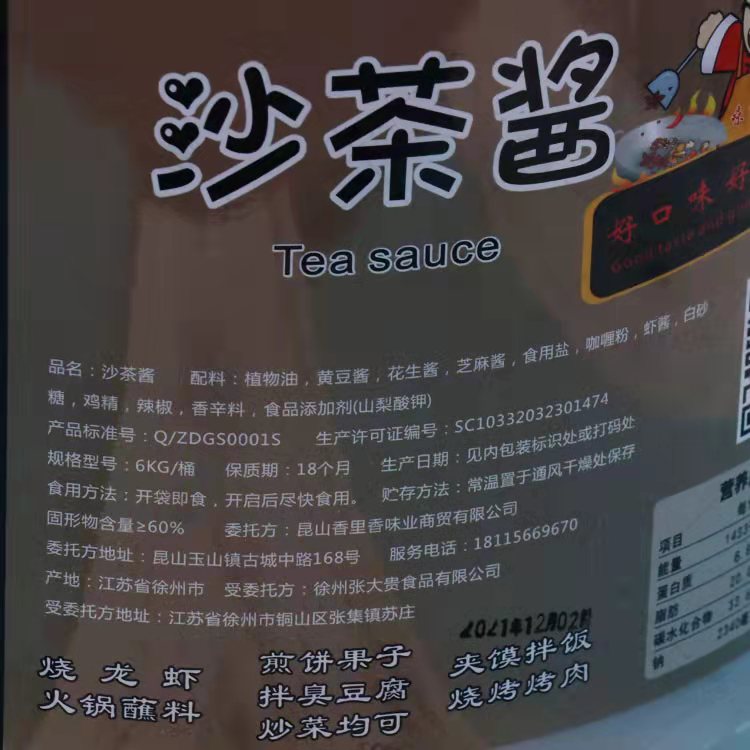 沙茶酱
好口味好
Good taste and
Tea sauce
品名：沙茶酱 配料：植物油，黄豆酱，花生酱，芝麻酱，食用盐，咖喱粉，虾酱，白砂
糖，鸡精，辣椒，香辛料，食品添加剂(山梨酸钾)
产品标准号：Q/ZDGS0001S 生产许可证编号：SC10332032301474
规格型号：6KG/桶 保质期：18个月 生产日期：见内包装标识处或打码处
食用方法：开袋即食，开启后尽快食用。 贮存方法：常温置于通风干燥处保存
固形物含量≥60% 委托方：昆山香里香味业商贸有限公司
委托方地址：昆山玉山镇古城中路168号 服务电话：18115669670
产地：江苏省徐州市 受委托方：徐州张大贵食品有限公司
受委托方地址：江苏省徐州市铜山区张集镇苏庄
2021年12月02
营养
项目
能量
蛋白质
脂肪
碳水化合物
钠
烧龙虾 煎饼果子 夹馍拌饭
火锅蘸料 拌臭豆腐 烧烤烤肉
炒菜均可